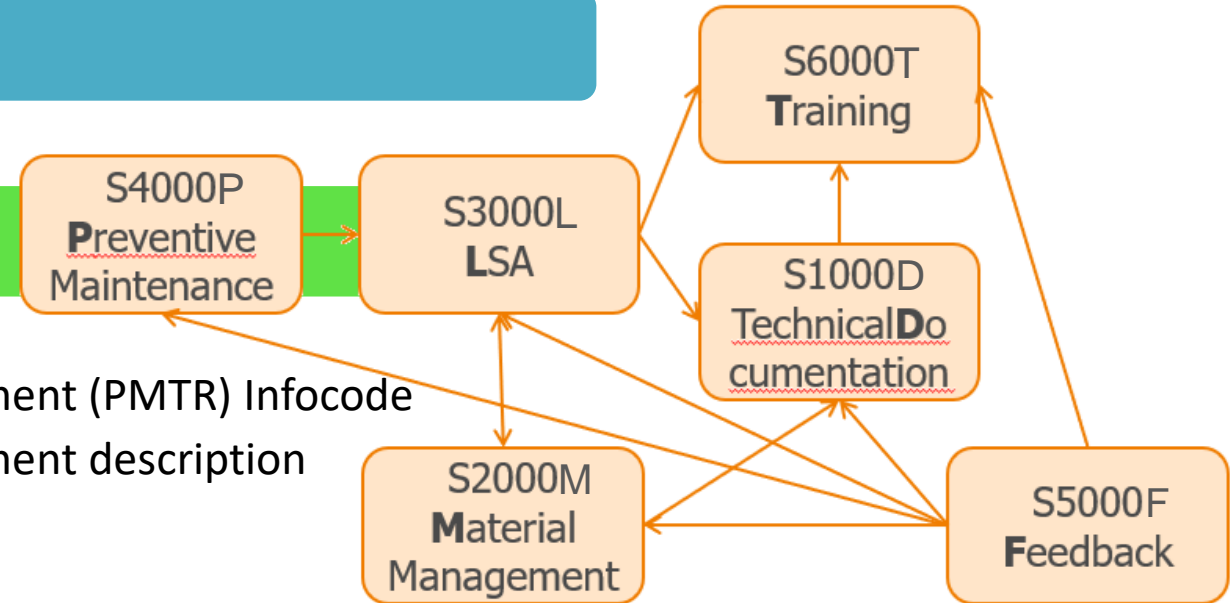 S6000T
Training
S4000P
Preventive
Maintenance
S3000L
LSA
S1000D
TechnicalDo
cumentation
ment (PMTR) Infocode
ment description
S2000M
Material
Management
S5000F
Feedback